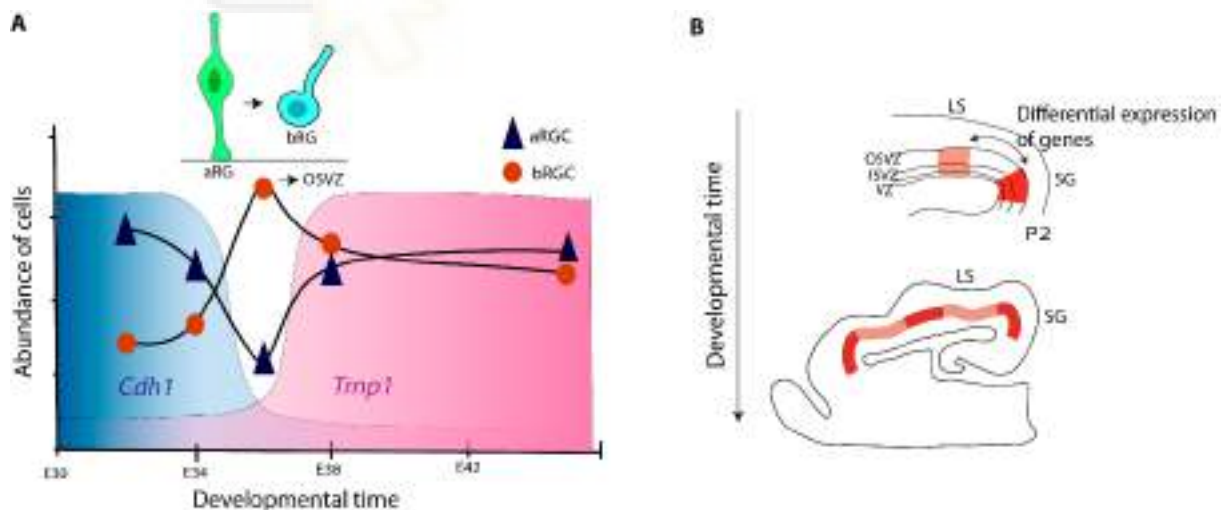 A
aRG
bRG
→ OSVZ
aRGC
bRGC
Abundance of cells
Cdh1
Trnp1
E30
E34
E38
E42
Developmental time
B
Developmental time
LS
Differential expression
of genes
OSVZ
ISVZ
VZ
SG
P2
LS
SG